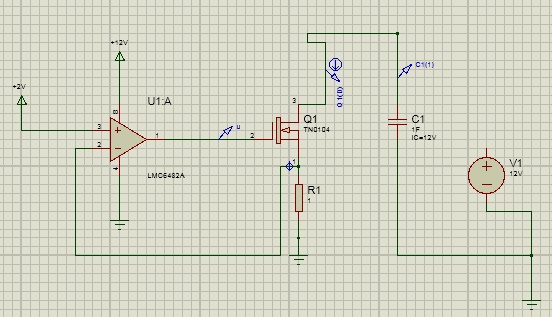 +12V
+2V
U1:A
8
3
+
1
2
−
4
LMC6482A
u
2
3
Q1
TN0104
1
Q1(D)
R1
1
C1(1)
C1
1F
IC=12V
V1
12V
+
−